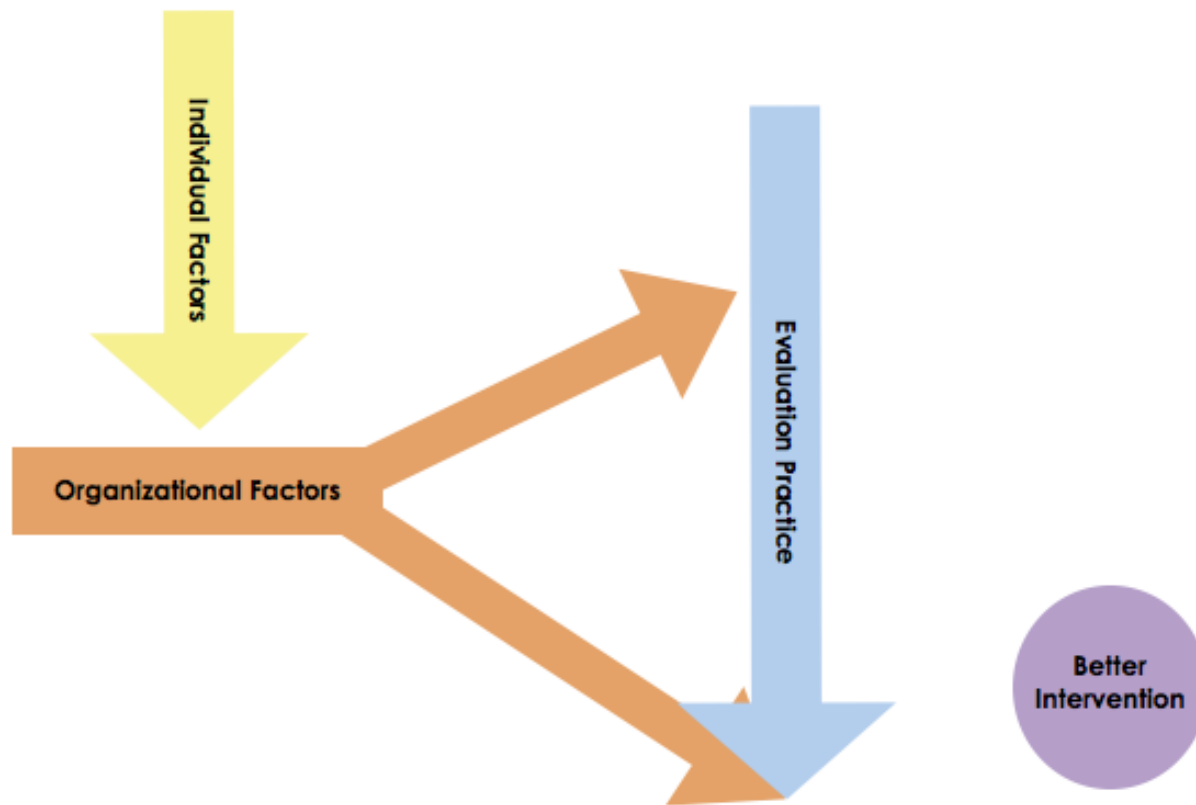 Individual Factors
Organizational Factors
Evaluation Practice
Better
Intervention